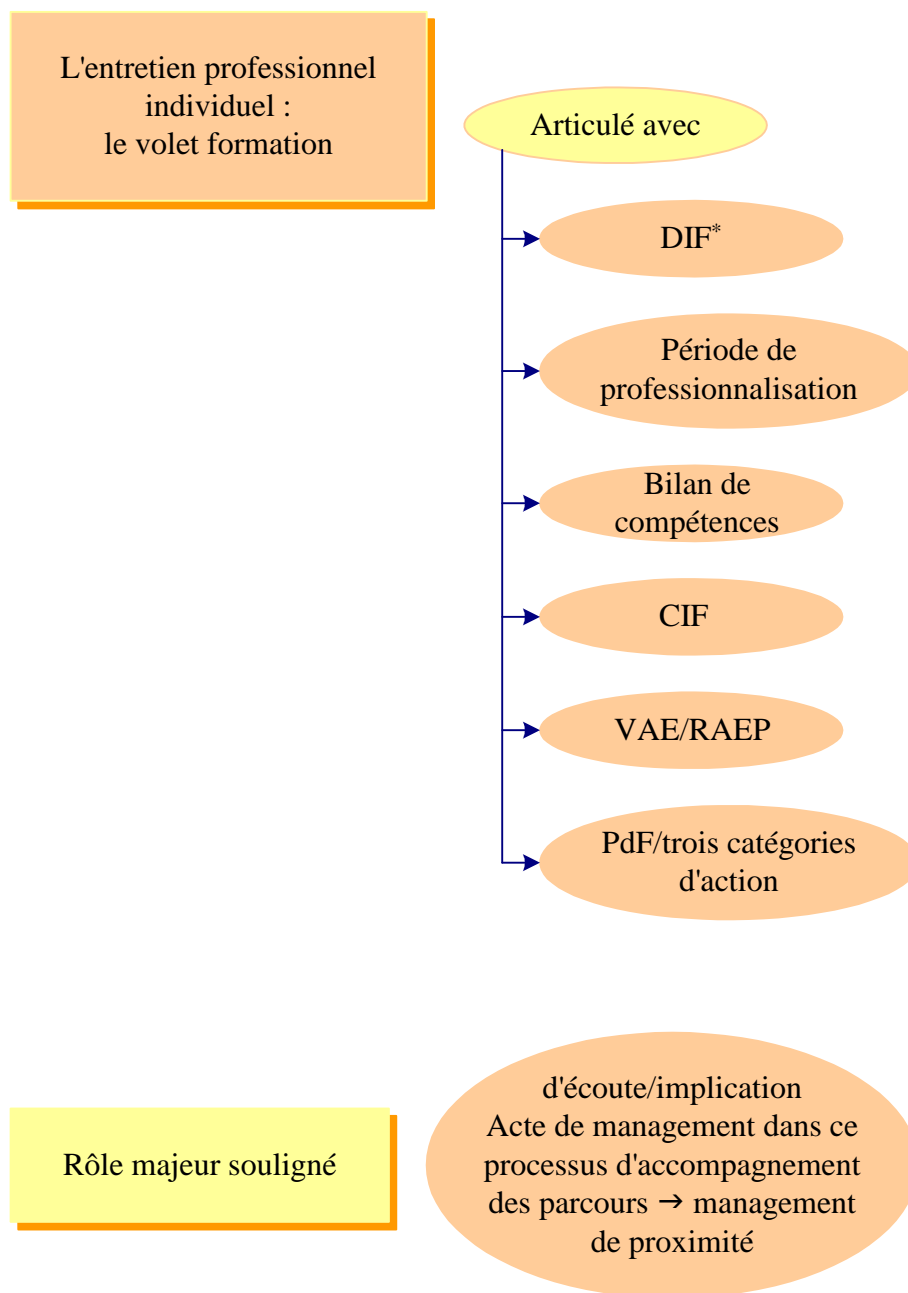 L'entretien professionnel
individuel :
le volet formation
Articulé avec
DIF*
Période de
professionnalisation
Bilan de
compétences
CIF
VAE/RAEP
PdF/trois catégories
d'action
Rôle majeur souligné
d'écoute/implication
Acte de management dans ce
processus d'accompagnement
des parcours → management
de proximité